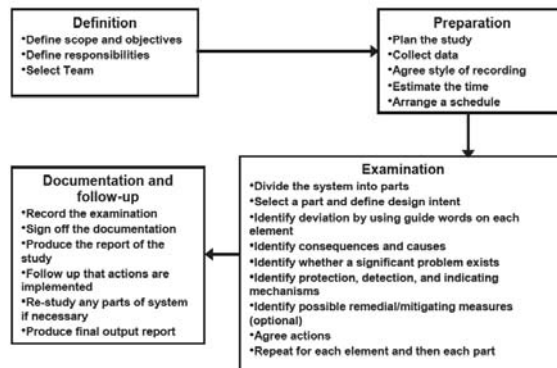 Definition
•Define scope and objectives
•Define responsibilities
•Select Team
Preparation
•Plan the study
•Collect data
•Agree style of recording
•Estimate the time
•Arrange a schedule
Examination
•Divide the system into parts
•Select a part and define design intent
•Identify deviation by using guide words on each
element
•Identify consequences and causes
•Identify whether a significant problem exists
•Identify protection, detection, and indicating
mechanisms
•Identify possible remedial/mitigating measures
(optional)
•Agree actions
•Repeat for each element and then each part
Documentation and
follow-up
•Record the examination
•Sign off the documentation
•Produce the report of the
study
•Follow up that actions are
implemented
•Re-study any parts of system
if necessary
•Produce final output report